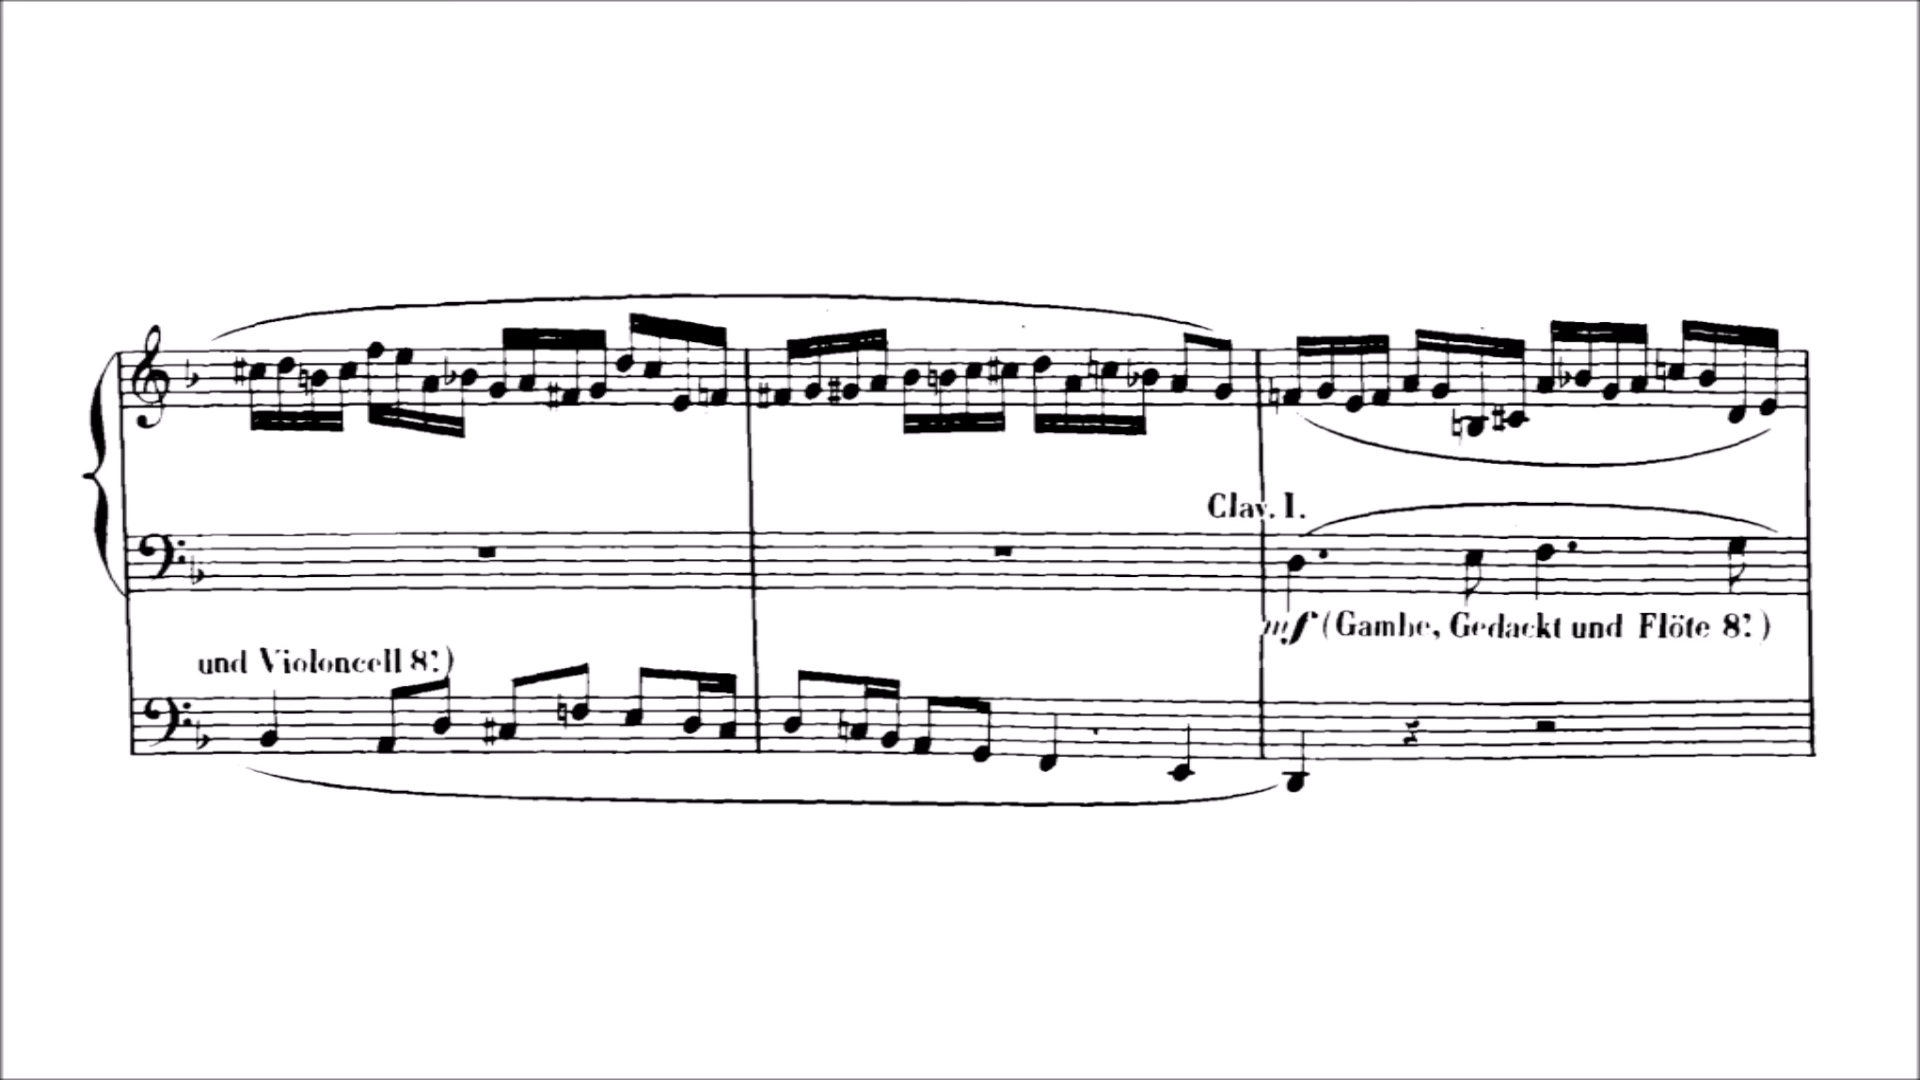 Clav. I.
mf (Gambe, Gedackt und Flöte 8'.)
und Violoncell 8'.)